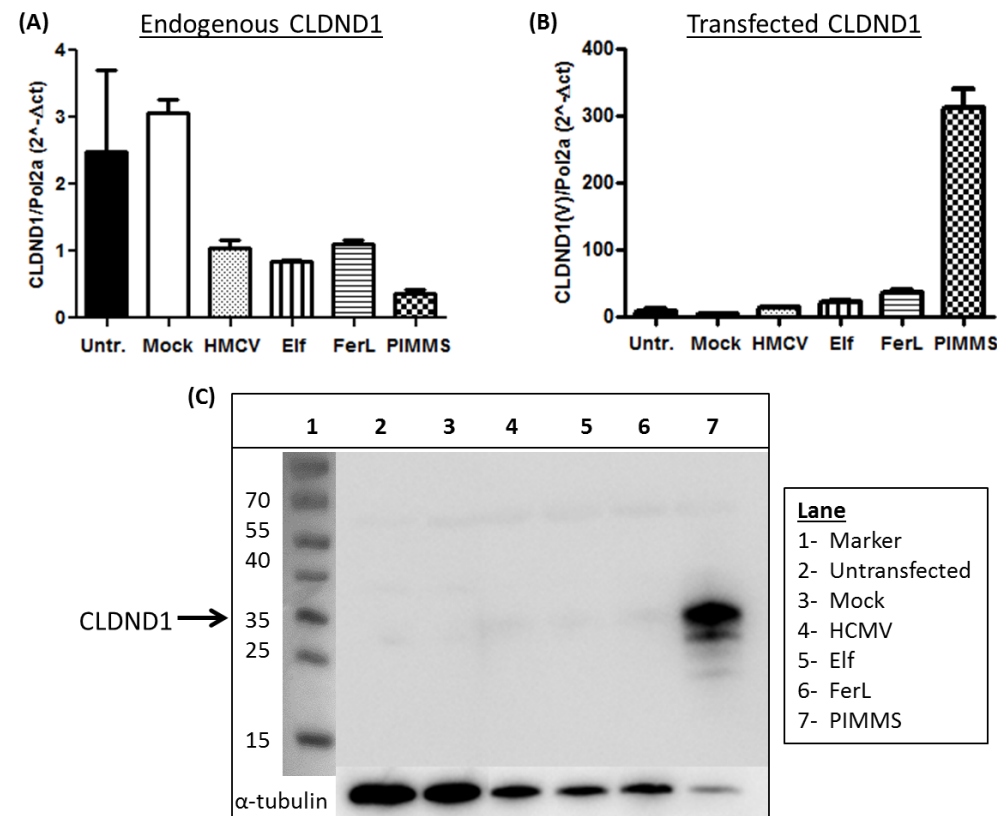 (A)
Endogenous CLDND1
CLDND1/Pol2a (2^-Δct)
4
3
2
1
0
Untr. Mock HMCV Elf FerL PIMMS
(B)
Transfected CLDND1
CLDND1(V)/Pol2a (2^-Δct)
400
300
200
100
0
Untr. Mock HMCV Elf FerL PIMMS
(C)
1 2 3 4 5 6 7
70
55
40
CLDND1 35
25
15
α-tubulin
Lane
1- Marker
2- Untransfected
3- Mock
4- HCMV
5- Elf
6- FerL
7- PIMMS